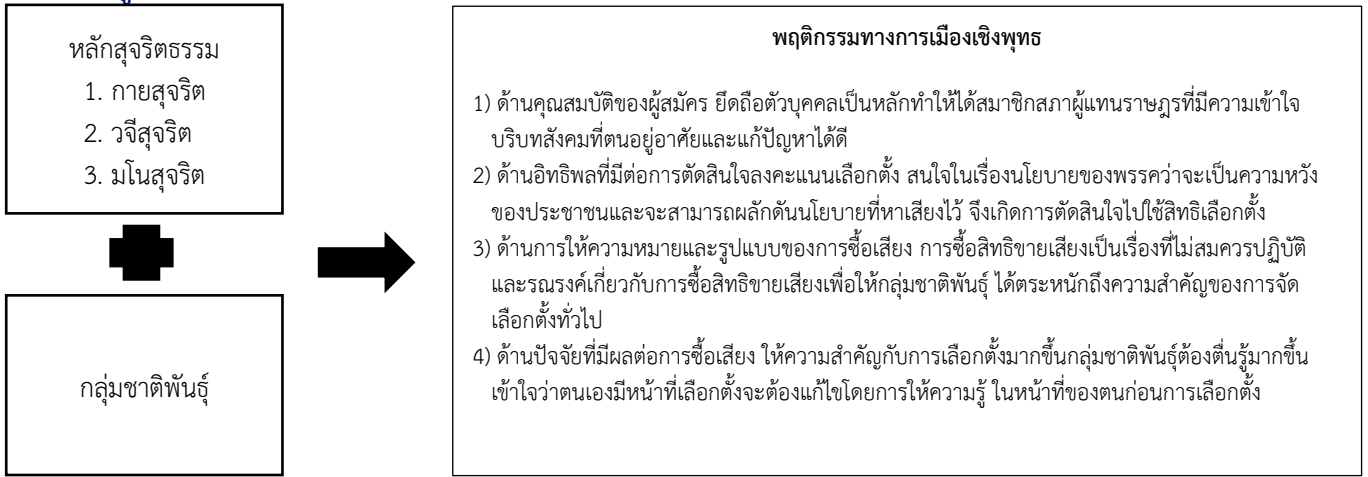 หลักสุจริตธรรม
1. กายสุจริต
2. วจีสุจริต
3. มโนสุจริต
กลุ่มชาติพันธุ์
พฤติกรรมทางการเมืองเชิงพุทธ
1) ด้านคุณสมบัติของผู้สมัคร ยึดถือตัวบุคคลเป็นหลักทำให้ได้สมาชิกสภาผู้แทนราษฎรที่มีความเข้าใจ
บริบทสังคมที่ตนอยู่อาศัยและแก้ปัญหาได้ดี
2) ด้านอิทธิพลที่มีต่อการตัดสินใจลงคะแนนเลือกตั้ง สนใจในเรื่องนโยบายของพรรคว่าจะเป็นความหวัง
ของประชาชนและจะสามารถผลักดันนโยบายที่หาเสียงไว้ จึงเกิดการตัดสินใจไปใช้สิทธิเลือกตั้ง
3) ด้านการให้ความหมายและรูปแบบของการซื้อเสียง การซื้อสิทธิขายเสียงเป็นเรื่องที่ไม่สมควรปฏิบัติ
และรณรงค์เกี่ยวกับการซื้อสิทธิขายเสียงเพื่อให้กลุ่มชาติพันธุ์ ได้ตระหนักถึงความสำคัญของการจัด
เลือกตั้งทั่วไป
4) ด้านปัจจัยที่มีผลต่อการซื้อเสียง ให้ความสำคัญกับการเลือกตั้งมากขึ้นกลุ่มชาติพันธุ์ต้องตื่นรู้มากขึ้น
เข้าใจว่าตนเองมีหน้าที่เลือกตั้งจะต้องแก้ไขโดยการให้ความรู้ ในหน้าที่ของตนก่อนการเลือกตั้ง